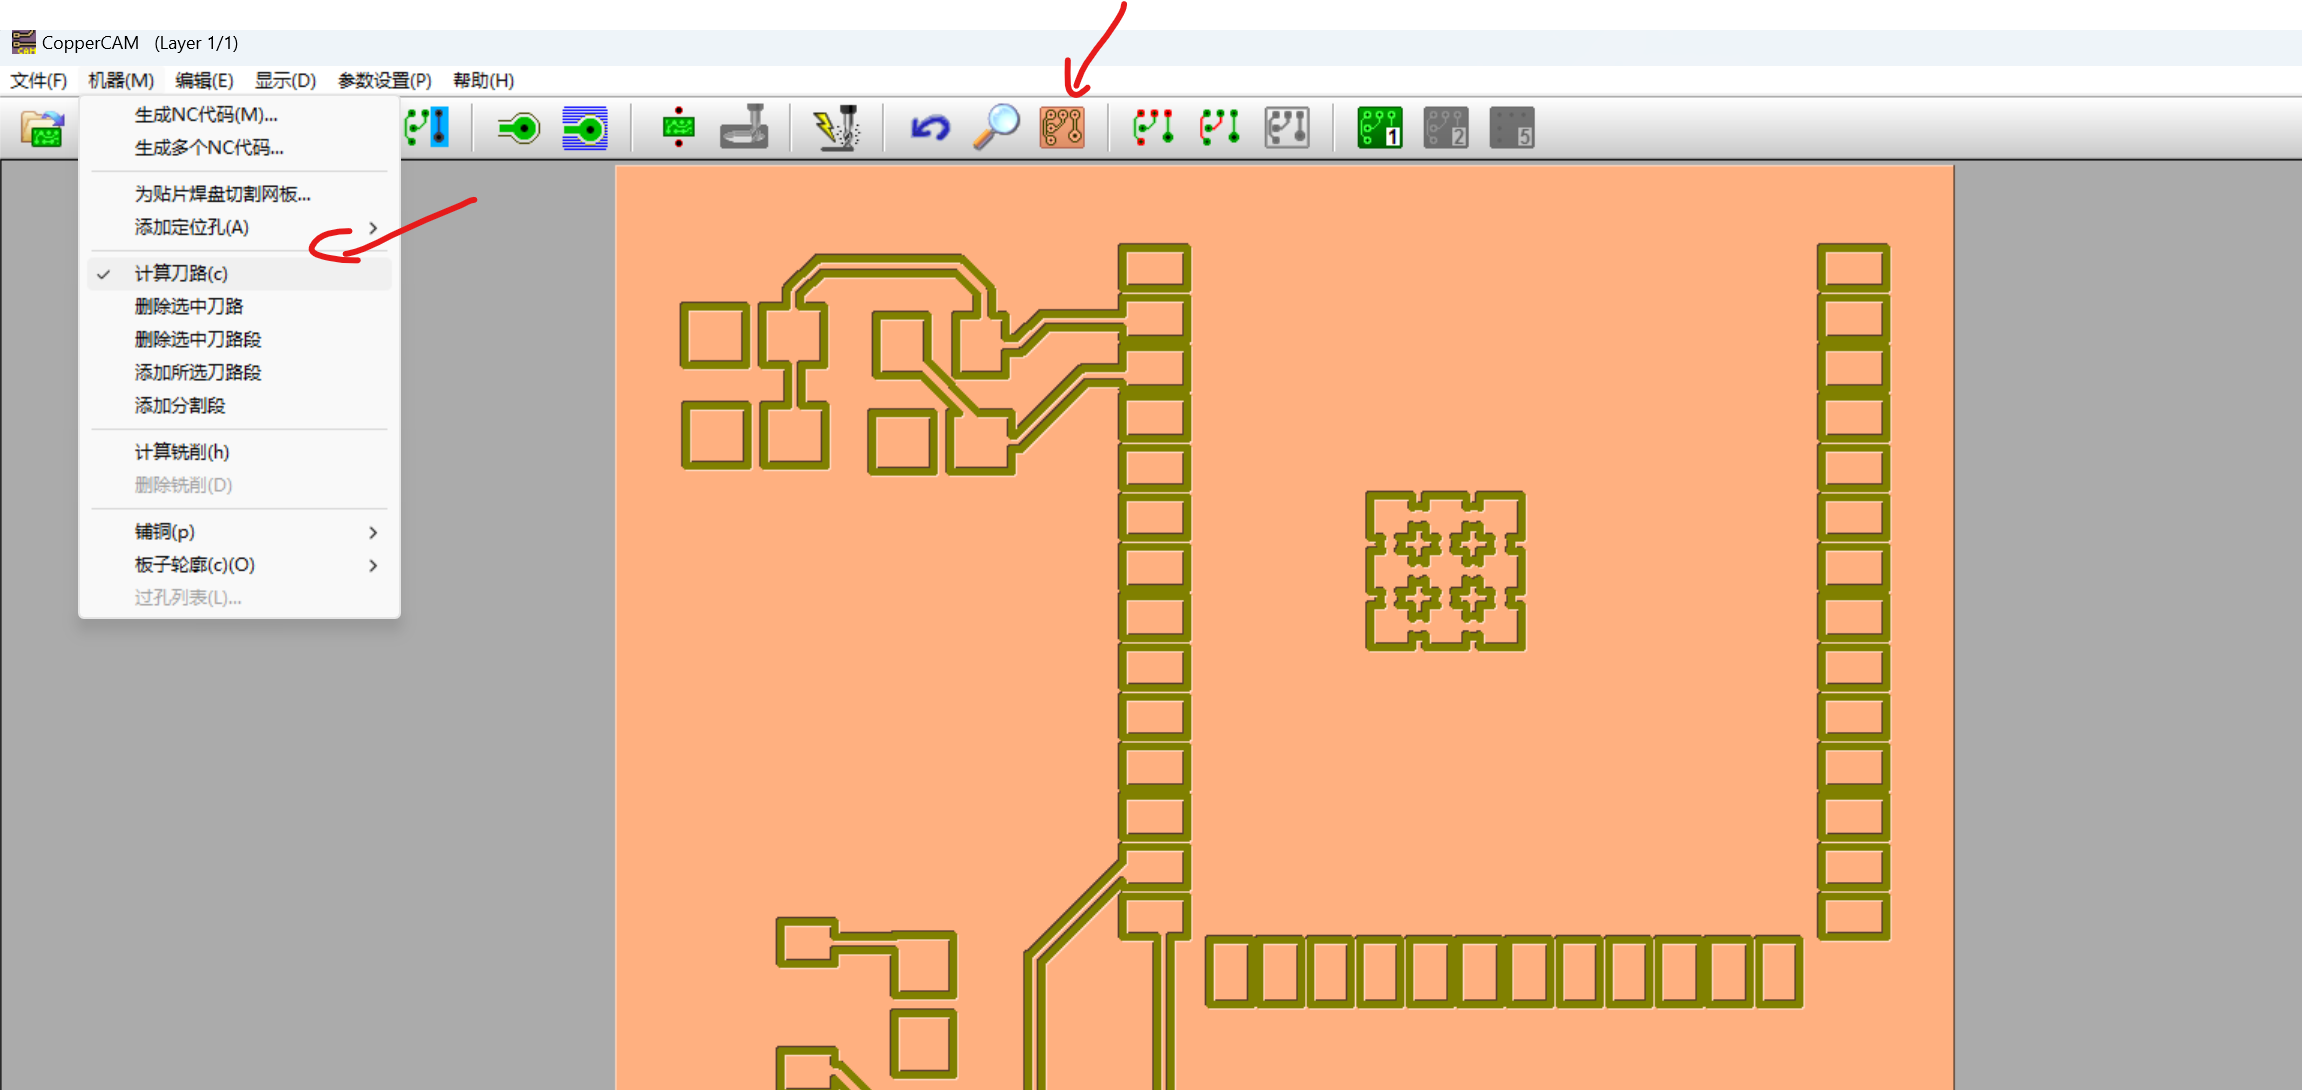 CopperCAM (Layer 1/1)
文件(F) 机器(M) 编辑(E) 显示(D) 参数设置(P) 帮助(H)
生成NC代码(M)...
生成多个NC代码...
为贴片焊盘切割网板...
添加定位孔(A)
计算刀路(c)
删除选中刀路
删除选中刀路段
添加所选刀路段
添加分割段
计算铣削(h)
删除铣削(D)
铺铜(p)
板子轮廓(c)(O)
过孔列表(L)...
1 2 5